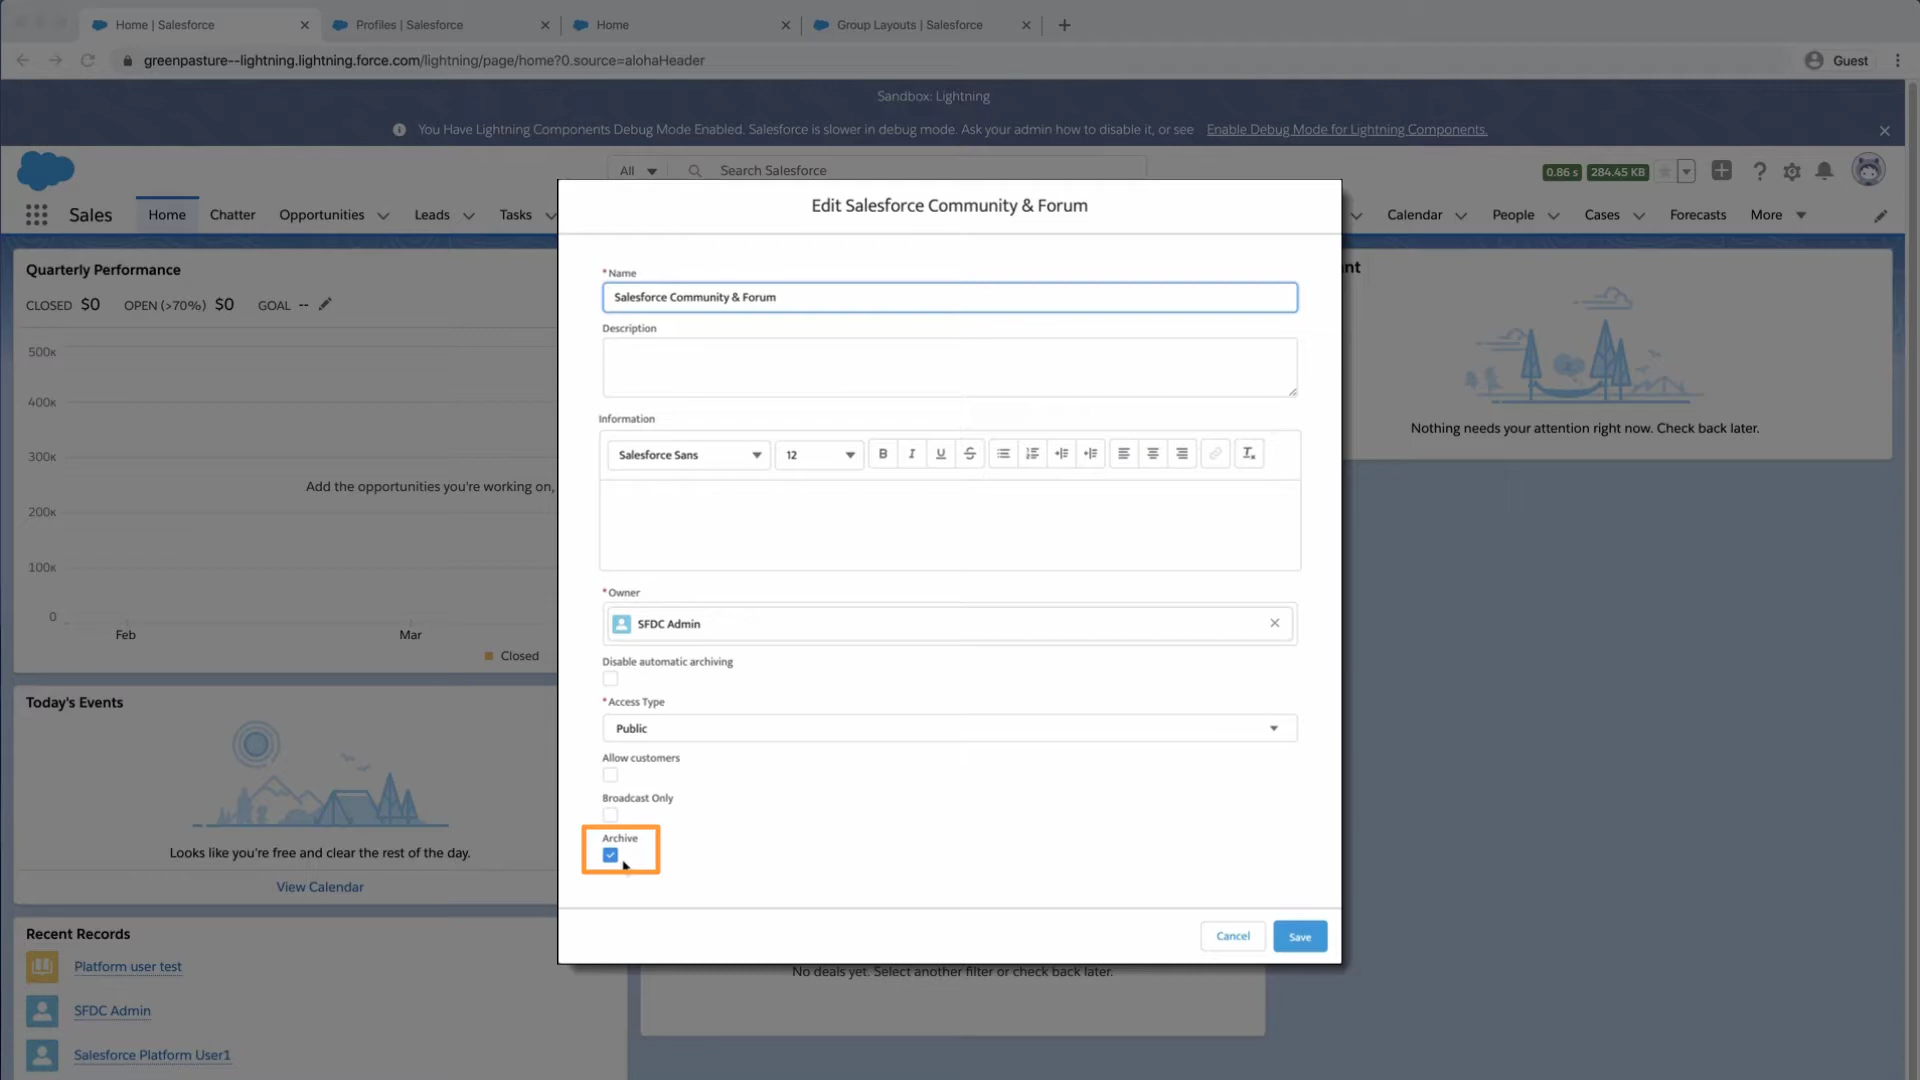 Home | Salesforce
Profiles | Salesforce
Home
Group Layouts | Salesforce
greenpasture--lightning.lightning.force.com/lightning/page/home?0.source=alohaHeader
Guest
Sandbox: Lightning
You Have Lightning Components Debug Mode Enabled. Salesforce is slower in debug mode. Ask your admin how to disable it, or see Enable Debug Mode for Lightning Components.
All
Search Salesforce
0.86 s
284.45 KB
Sales
Home
Chatter
Opportunities
Leads
Tasks
Calendar
People
Cases
Forecasts
More
Quarterly Performance
CLOSED $0 OPEN (>70%) $0 GOAL --
500K
400K
300K
200K
100K
0
Add the opportunities you're working on,
Feb
Mar
Closed
Today's Events
Looks like you're free and clear the rest of the day.
View Calendar
Recent Records
Platform user test
SFDC Admin
Salesforce Platform User1
Edit Salesforce Community & Forum
*Name
Salesforce Community & Forum
Description
Information
Salesforce Sans
12
B
I
U
S
*Owner
SFDC Admin
Disable automatic archiving
*Access Type
Public
Allow customers
Broadcast Only
Archive
Cancel
Save
No deals yet. Select another filter or check back later.
nt
Nothing needs your attention right now. Check back later.